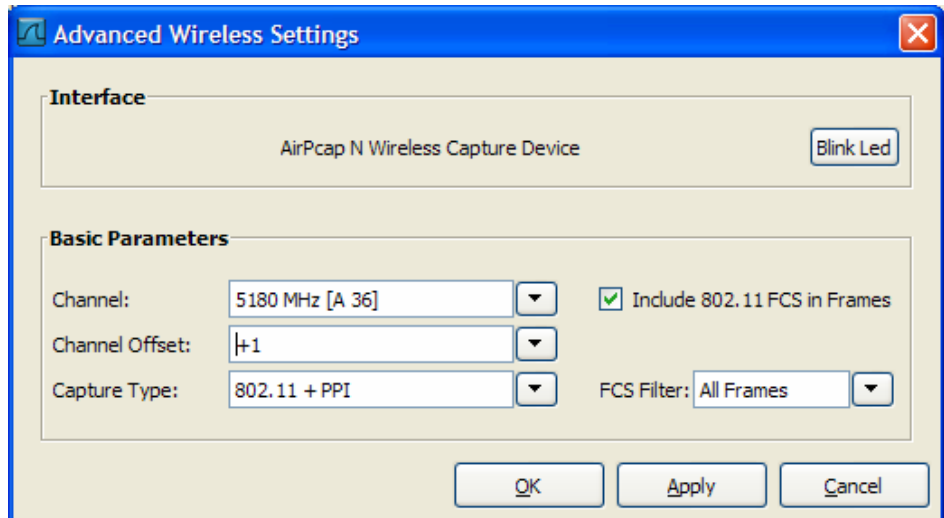 Advanced Wireless Settings
Interface
AirPcap N Wireless Capture Device
Blink Led
Basic Parameters
Channel: 5180 MHz [A 36] Include 802.11 FCS in Frames
Channel Offset: +1
Capture Type: 802.11 + PPI FCS Filter: All Frames
OK Apply Cancel